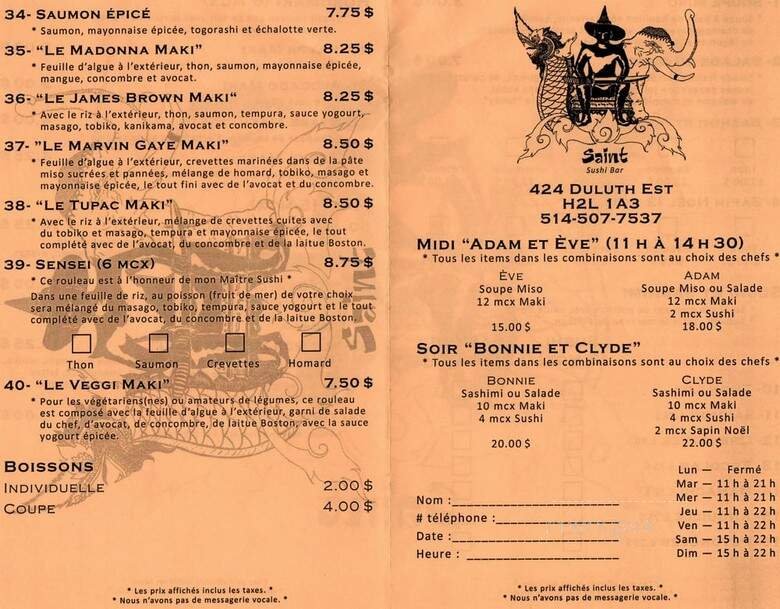 34- Saumon épicé 7.75 $
* Saumon, mayonnaise épicée, togorashi et échalotte verte.
35- “Le Madonna Maki” 8.25 $
* Feuille d’algue à l’extérieur, thon, saumon, mayonnaise épicée,
mangue, concombre et avocat.
36- “Le James Brown Maki“ 8.25 $
* Avec le riz à l’extérieur, thon, saumon, tempura, sauce yogourt,
masago, tobiko, kanikama, avocat et concombre.
37- ”Le Marvin Gaye Maki” 8.50 $
* Feuille d’algue à l’extérieur, crevettes marinées dans de la pâte
miso sucrées et pannées, mélange de homard, tobiko, masago et
mayonnaise épicée, le tout fini avec de l’avocat et du concombre.
38- “Le Tupac Maki” 8.50 $
* Avec le riz à l’extérieur, mélange de crevettes cuites avec
du tobiko et masago, tempura et mayonnaise épicée, le tout
complété avec de l’avocat, du concombre et de la laitue Boston.
39- Sensei (6 mcx) 8.75 $
* Ce rouleau est à l’honneur de mon Maître Sushi *
Dans une feuille de riz, au poisson (fruit de mer) de votre choix
sera mélangé du masago, tobiko, tempura, sauce yogourt et le tout
complété avec de l’avocat, du concombre et de la laitue Boston.
Thon Saumon Crevettes Homard
40- “Le Veggi Maki” 7.50 $
* Pour les végétariens(nes) ou amateurs de légumes, ce rouleau
est composé avec la feuille d’algue à l’extérieur, garni de salade
du chef, d’avocat, de concombre, de laitue Boston, avec la sauce
yogourt épicée.
Boissons
Individuelle 2.00 $
Coupe 4.00 $
* Les prix affichés inclus les taxes. *
* Nous n’avons pas de messagerie vocale. *
Saint
Sushi Bar
424 Duluth Est
H2L 1A3
514-507-7537
Midi “Adam et Ève” (11 h à 14 h 30)
* Tous les items dans les combinaisons sont au choix des chefs *
Ève Adam
Soupe Miso Soupe Miso ou Salade
12 mcx Maki 12 mcx Maki
2 mcx Sushi
15.00 $ 18.00 $
Soir “Bonnie et Clyde”
* Tous les items dans les combinaisons sont au choix des chefs *
Bonnie Clyde
Sashimi ou Salade Sashimi ou Salade
10 mcx Maki 10 mcx Maki
4 mcx Sushi 4 mcx Sushi
2 mcx Sapin Noël
20.00 $ 22.00 $
Lun — Fermé
Mar — 11 h à 21 h
Mer — 11 h à 21 h
Jeu — 11 h à 22 h
Ven — 11 h à 22 h
Sam — 15 h à 22 h
Dim — 15 h à 22 h
Nom :
# téléphone :
Date :
Heure :
* Les prix affichés inclus les taxes. *
* Nous n’avons pas de messagerie vocale. *